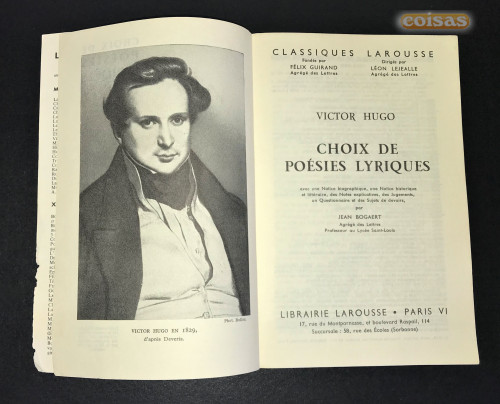 coisas
VICTOR HUGO EN 1829,
d'après Deveria.
CLASSIQUES LAROUSSE
Fondés par
FÉLIX GUIRAND
Agrégé des Lettres
Dirigés par
LÉON LEJEALLE
Agrégé des Lettres
VICTOR HUGO
CHOIX DE
POÉSIES LYRIQUES
avec une Notice biographique, une Notice historique
et littéraire, des Notes explicatives, des Jugements,
un Questionnaire et des Sujets de devoirs,
par
JEAN BOGAERT
Agrégé des Lettres
Professeur au Lycée Saint-Louis
LIBRAIRIE LAROUSSE • PARIS VI
17, rue du Montparnasse, et boulevard Raspail, 114
Succursale : 58, rue des Écoles (Sorbonne)